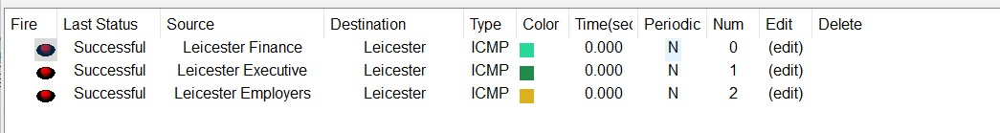 Fire Last Status Source Destination Type Color Time(sec Periodic Num Edit Delete
Successful Leicester Finance Leicester ICMP 0.000 N 0 (edit)
Successful Leicester Executive Leicester ICMP 0.000 N 1 (edit)
Successful Leicester Employers Leicester ICMP 0.000 N 2 (edit)